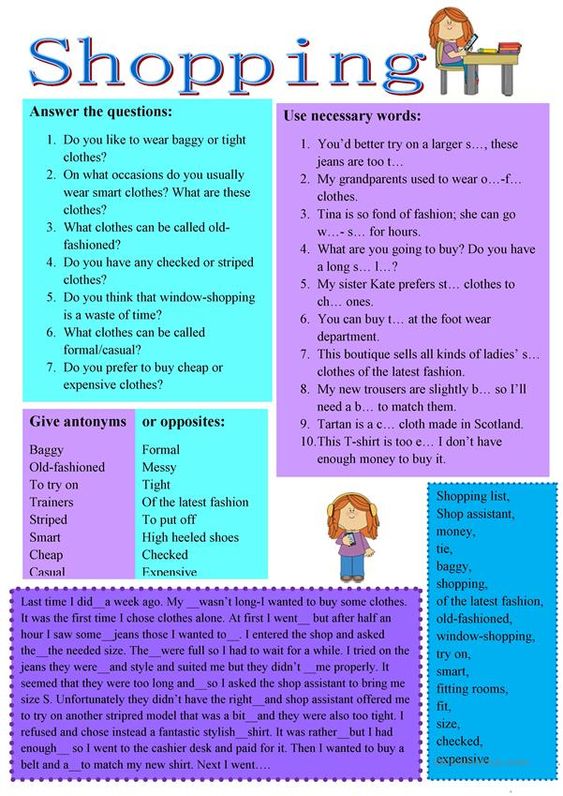 Shopping
Answer the questions:
1. Do you like to wear baggy or tight
clothes?
2. On what occasions do you usually
wear smart clothes? What are these
clothes?
3. What clothes can be called old-
fashioned?
4. Do you have any checked or striped
clothes?
5. Do you think that window-shopping
is a waste of time?
6. What clothes can be called
formal/casual?
7. Do you prefer to buy cheap or
expensive clothes?
Use necessary words:
1. You'd better try on a larger s…, these
jeans are too t…
2. My grandparents used to wear o…-f…
clothes.
3. Tina is so fond of fashion; she can go
w…- s… for hours.
4. What are you going to buy? Do you have
a long s… l…?
5. My sister Kate prefers st… clothes to
ch… ones.
6. You can buy t… at the foot wear
department.
7. This boutique sells all kinds of ladies' s…
clothes of the latest fashion.
8. My new trousers are slightly b… so I'll
need a b… to match them.
9. Tartan is a c… cloth made in Scotland.
10. This T-shirt is too e… I don't have
enough money to buy it.
Give antonyms or opposites:
Baggy Formal
Old-fashioned Messy
To try on Tight
Trainers Of the latest fashion
Striped To put off
Smart High heeled shoes
Cheap Checked
Casual Expensive
Shopping list,
Shop assistant,
money,
tie,
baggy,
shopping,
of the latest fashion,
old-fashioned,
window-shopping,
try on,
smart,
fitting rooms,
fit,
size,
checked,
expensive
Last time I did__a week ago. My __wasn't long-I wanted to buy some clothes.
It was the first time I chose clothes alone. At first I went__ but after half an
hour I saw some__jeans those I wanted to__. I entered the shop and asked
the__the needed size. The__were full so I had to wait for a while. I tried on the
jeans they were__and style and suited me but they didn't __me properly. It
seemed that they were too long and__so I asked the shop assistant to bring me
size S. Unfortunately they didn't have the right__and shop assistant offered me
to try on another stripred model that was a bit__and they were also too tight. I
refused and chose instead a fantastic stylish__shirt. It was rather__but I had
enough__ so I went to the cashier desk and paid for it. Then I wanted to buy a
belt and a__to match my new shirt. Next I went….